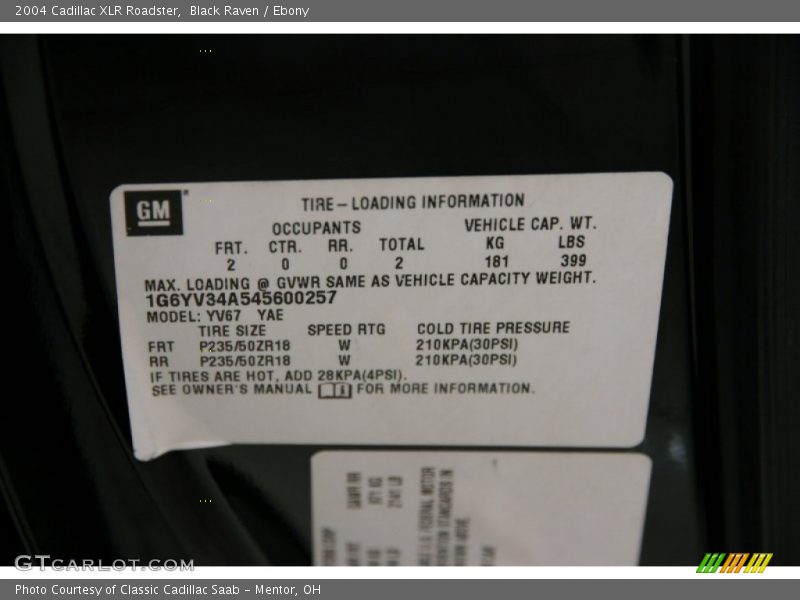 2004 Cadillac XLR Roadster,  Black Raven / Ebony
GM
TIRE-LOADING INFORMATION
OCCUPANTS VEHICLE CAP. WT.
FRT. CTR. RR. TOTAL KG LBS
2 0 0 2 181 399
MAX. LOADING @ GVWR SAME AS VEHICLE CAPACITY WEIGHT.
1G6YV34A545600257
MODEL: YV67 YAE
TIRE SIZE SPEED RTG COLD TIRE PRESSURE
FRT P235/50ZR18 W 210KPA(30PSI)
RR P235/50ZR18 W 210KPA(30PSI)
IF TIRES ARE HOT, ADD 28KPA(4PSI).
SEE OWNER'S MANUAL FOR MORE INFORMATION.
GAWR RR
GTCARLOT.COM
Photo Courtesy of Classic Cadillac Saab - Mentor, OH